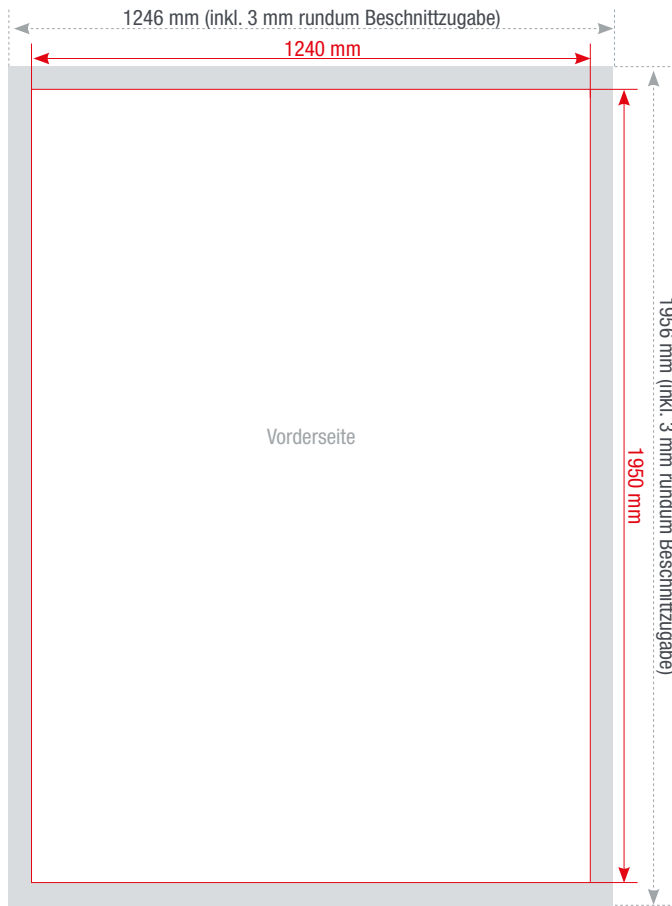 1246 mm (inkl. 3 mm rundum Beschnittzugabe)
1240 mm
Vorderseite
1950 mm
1956 mm (inkl. 3 mm rundum Beschnittzugabe)